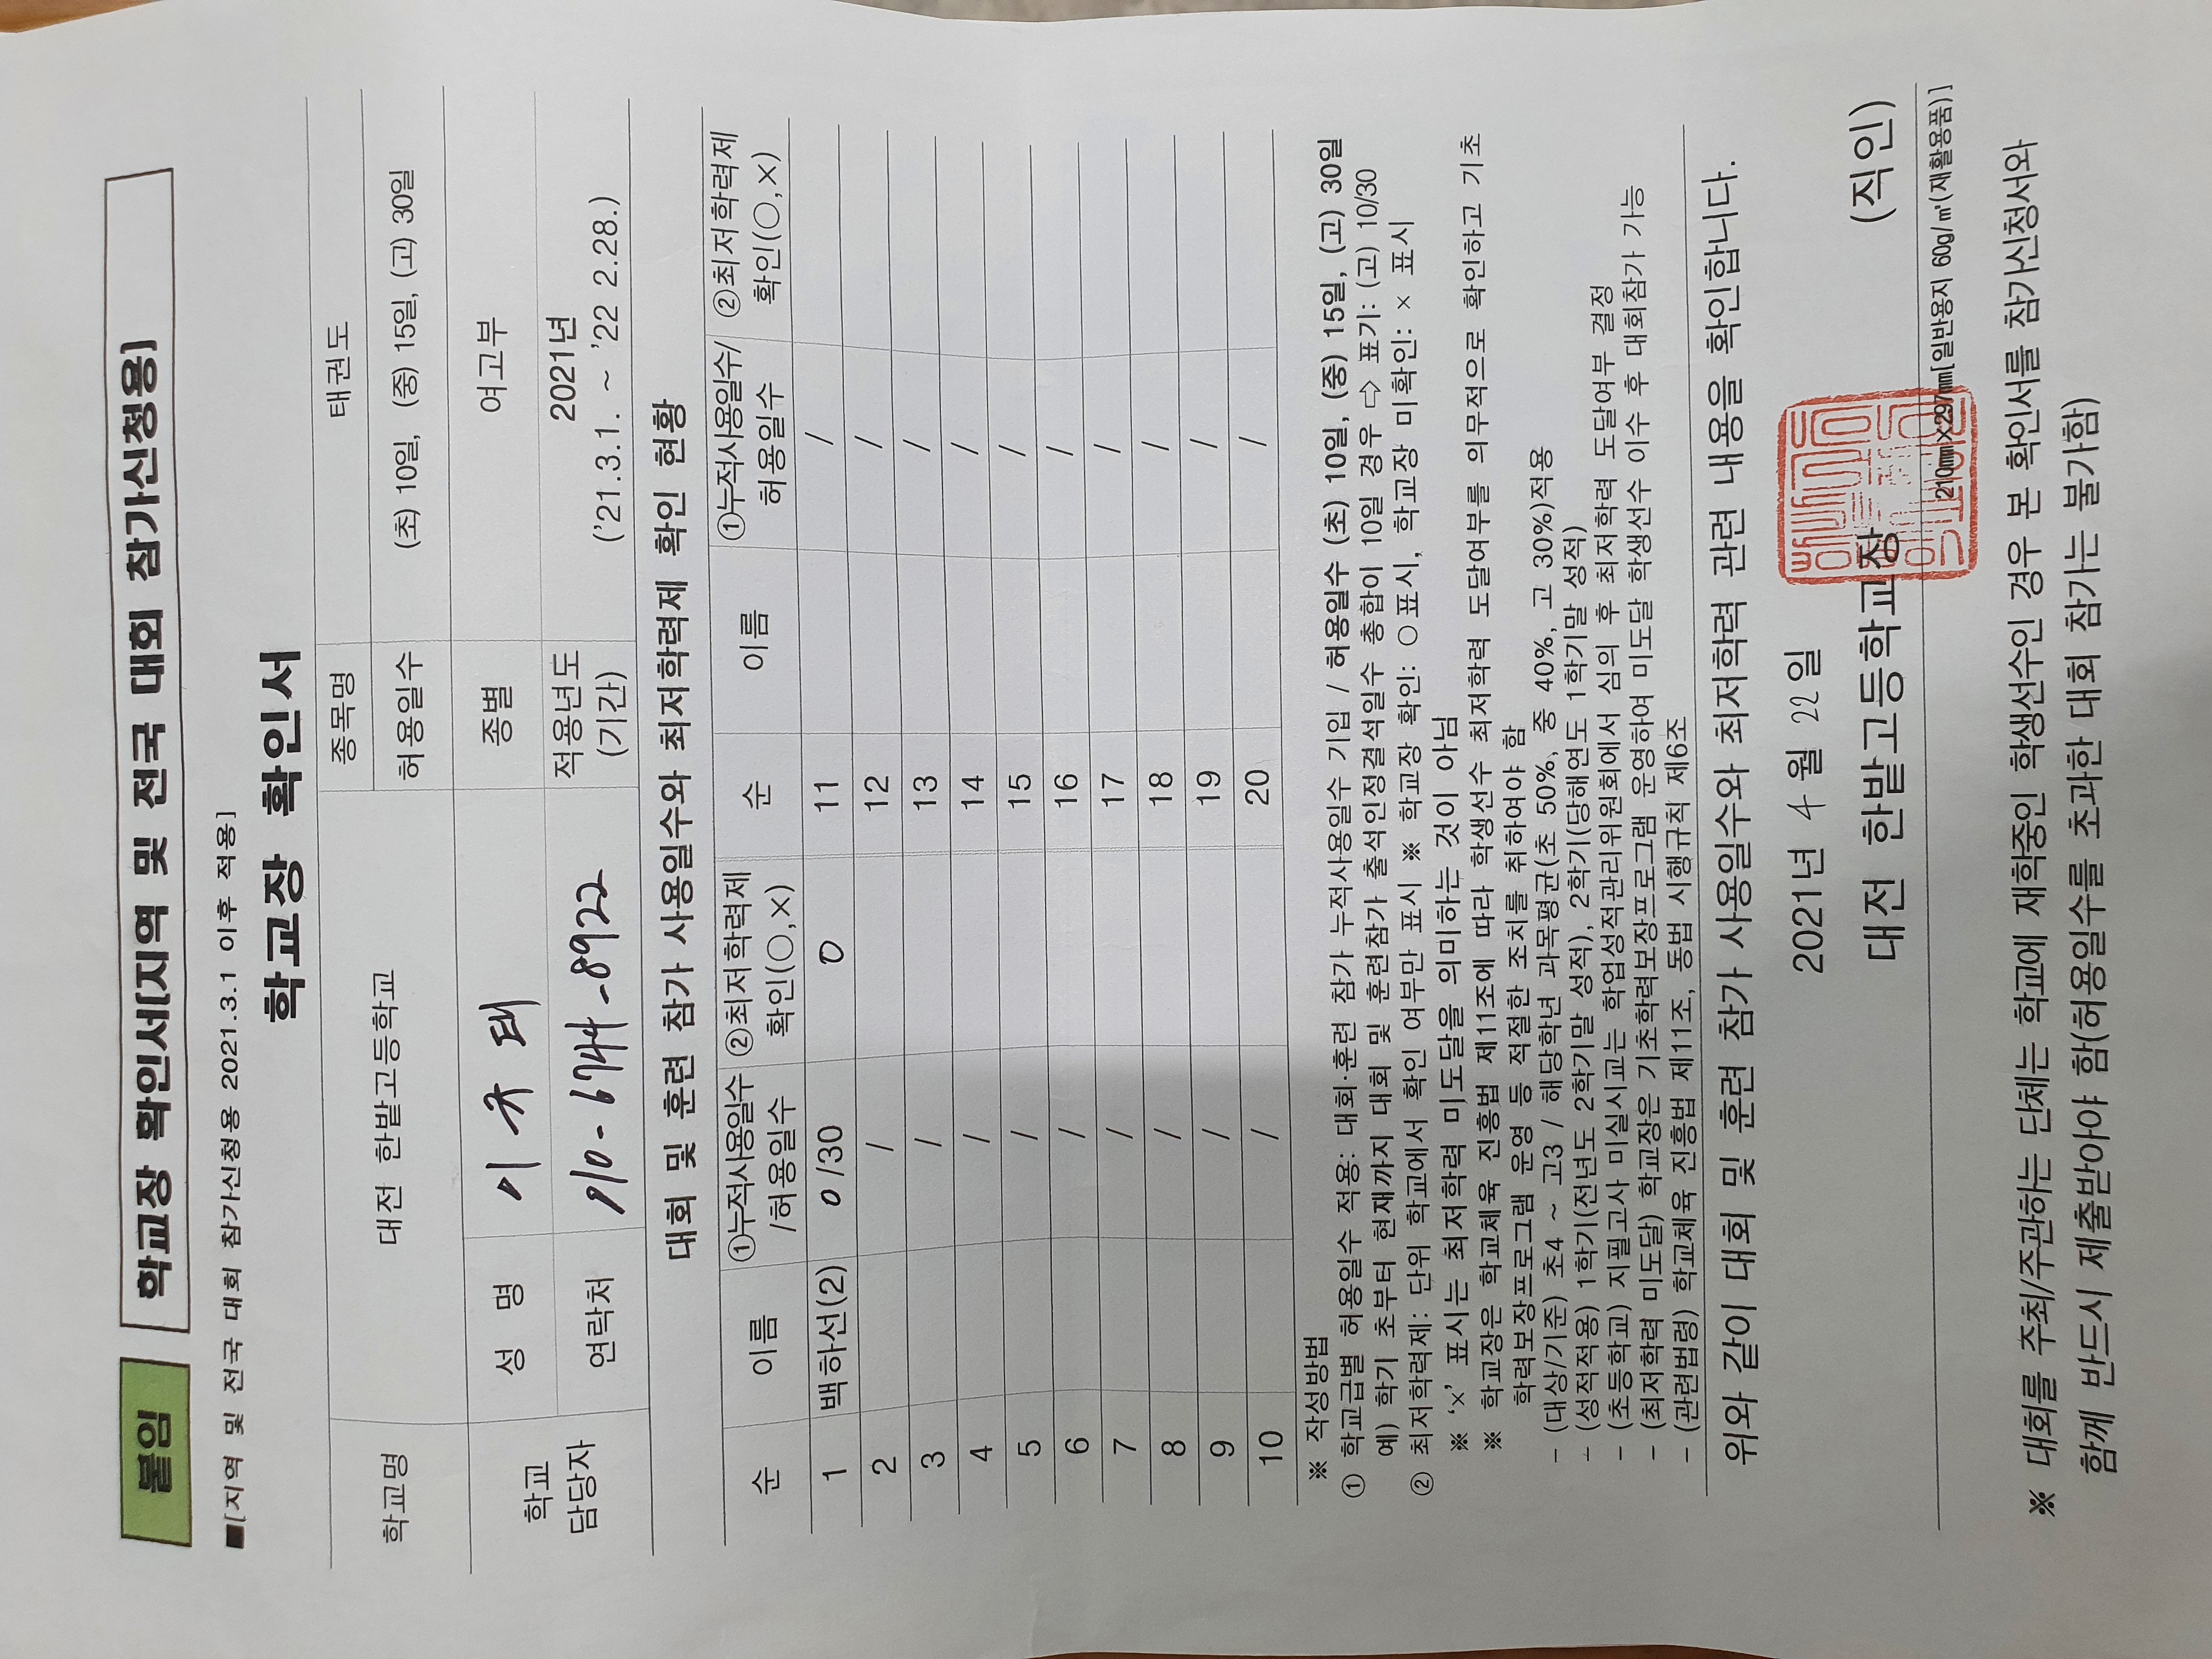 붙임 학교장 확인서[지역 및 전국 대회 참가신청용]
■[지역 및 전국 대회 참가신청용 2021.3.1 이후 적용]
학교장 확인서
학교명 대전 한밭고등학교 종목명 태권도
허용일수 (초) 10일, (중) 15일, (고) 30일
학교 담당자 성 명 이규태 종별 여고부
연락처 010-6744-8922 적용년도 (기간) 2021년 ('21.3.1. ~ '22 2.28.)
대회 및 훈련 참가 사용일수와 최저학력제 확인 현황
순 이름 ①누적사용일수/허용일수 ②최저학력제 확인(○,×) 순 이름 ①누적사용일수/허용일수 ②최저학력제 확인(○,×)
1 백하선(2) 0/30 0 11 /
2 / 12 /
3 / 13 /
4 / 14 /
5 / 15 /
6 / 16 /
7 / 17 /
8 / 18 /
9 / 19 /
10 / 20 /
※ 작성방법
① 학교급별 허용일수 적용: 대회·훈련 참가 누적사용일수 기입 / 허용일수 (초) 10일, (중) 15일, (고) 30일
예) 학기 초부터 현재까지 대회 및 훈련참가 출석인정결석일수 총합이 10일 경우 ⇨ 표기: (고) 10/30
② 최저학력제: 단위 학교에서 확인 여부만 표시 ※ 학교장 확인: ○표시, 학교장 미확인: × 표시
※ '×' 표시는 최저학력 미도달을 의미하는 것이 아님
※ 학교장은 학교체육 진흥법 제11조에 따라 학생선수 최저학력 도달여부를 의무적으로 확인하고 기초
학력보장프로그램 운영 등 적절한 조치를 취하여야 함
- (대상/기준) 초4 ~ 고3 / 해당학년 과목평균(초 50%, 중 40%, 고 30%)적용
- (성적적용) 1학기(전년도 2학기말 성적), 2학기(당해연도 1학기말 성적)
- (초등학교) 지필고사 미실시교는 학업성적관리위원회에서 심의 후 최저학력 도달여부 결정
- (최저학력 미도달) 학교장은 기초학력보장프로그램 운영하여 미도달 학생선수 이수 후 대회참가 가능
- (관련법령) 학교체육 진흥법 제11조, 동법 시행규칙 제6조
위와 같이 대회 및 훈련 참가 사용일수와 최저학력 관련 내용을 확인합니다.
2021년 4월 22일
대전 한밭고등학교장 (직인)
210mm×297mm[일반용지 60g/㎡(재활용품)]
※ 대회를 주최/주관하는 단체는 학교에 재학중인 학생선수인 경우 본 확인서를 참가신청서와
함께 반드시 제출받아야 함(허용일수를 초과한 대회 참가는 불가함)